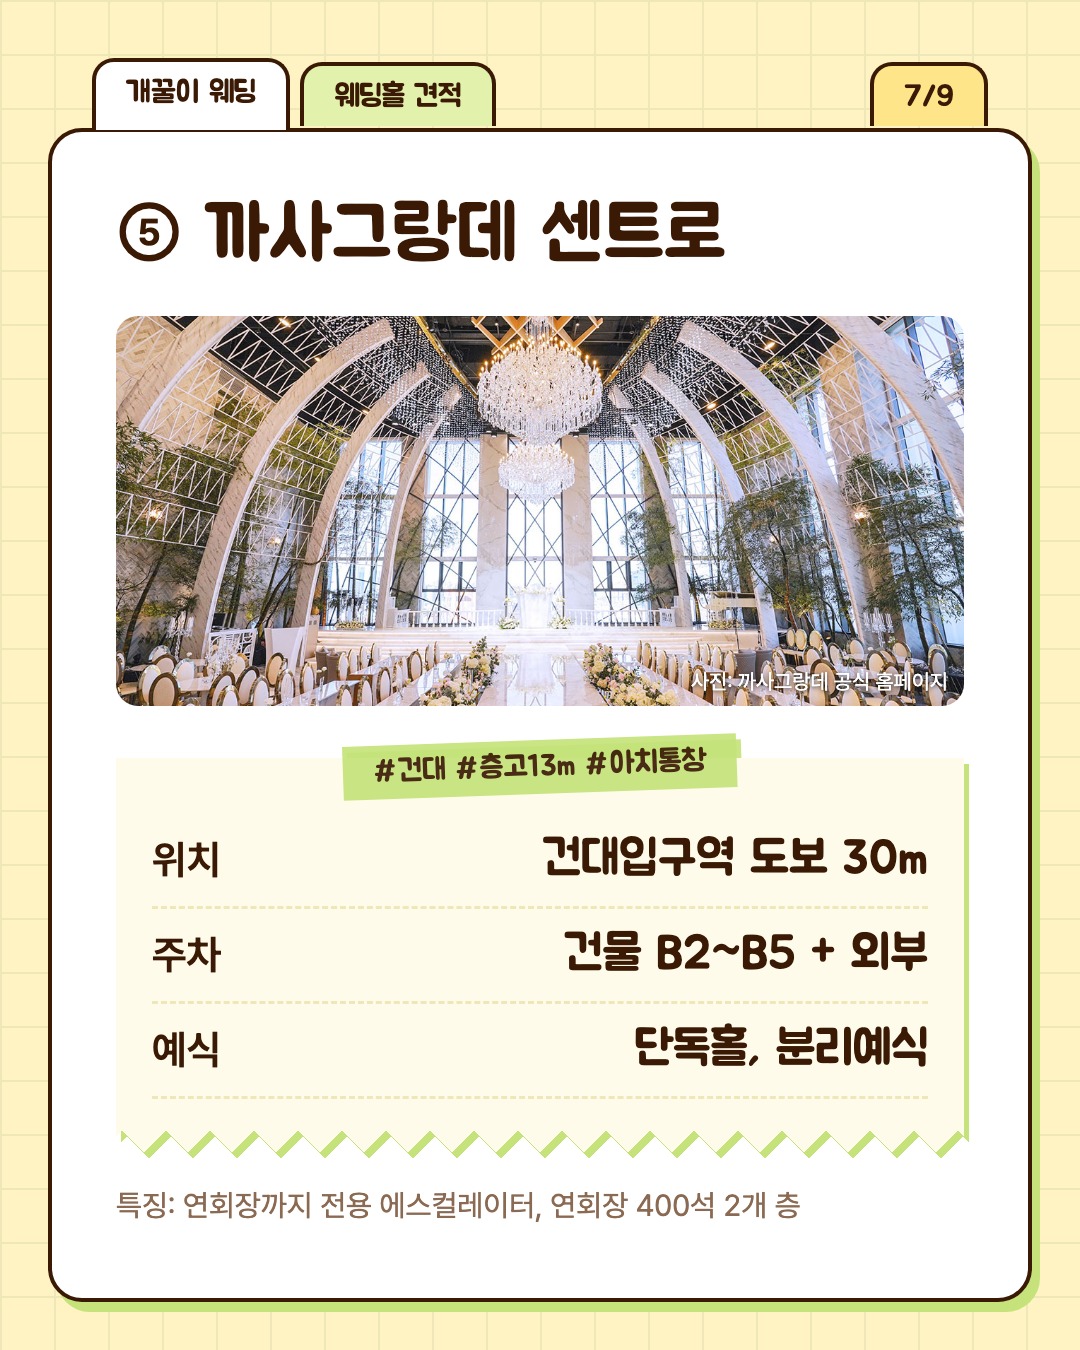 개꿀이 웨딩
웨딩홀 견적
7/9
⑤ 까사그랑데 센트로
사진: 까사그랑데 공식 홈페이지
#건대 #층고13m #아치통창
위치 건대입구역 도보 30m
주차 건물 B2~B5 + 외부
예식 단독홀, 분리예식
특징: 연회장까지 전용 에스컬레이터, 연회장 400석 2개 층